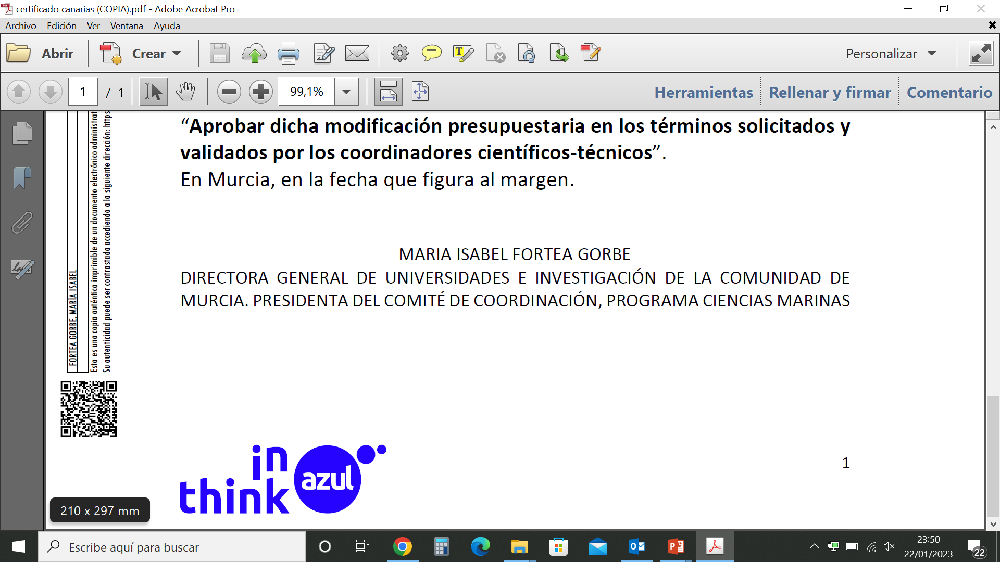 certificado canarias (COPIA).pdf - Adobe Acrobat Pro
Archivo Edición Ver Ventana Ayuda
Abrir Crear Personalizar
1 / 1 99,1% Herramientas Rellenar y firmar Comentario
“Aprobar dicha modificación presupuestaria en los términos solicitados y
validados por los coordinadores científicos-técnicos”.
En Murcia, en la fecha que figura al margen.
MARIA ISABEL FORTEA GORBE
DIRECTORA GENERAL DE UNIVERSIDADES E INVESTIGACIÓN DE LA COMUNIDAD DE
MURCIA. PRESIDENTA DEL COMITÉ DE COORDINACIÓN, PROGRAMA CIENCIAS MARINAS
FORTEA GORBE, MARÍA ISABEL
Esta es una copia auténtica imprimible de un documento electrónico administrat
Su autenticidad puede ser contrastada accediendo a la siguiente dirección: https
in
think azul
1
210 x 297 mm
Escribe aquí para buscar
23:50
22/01/2023
22